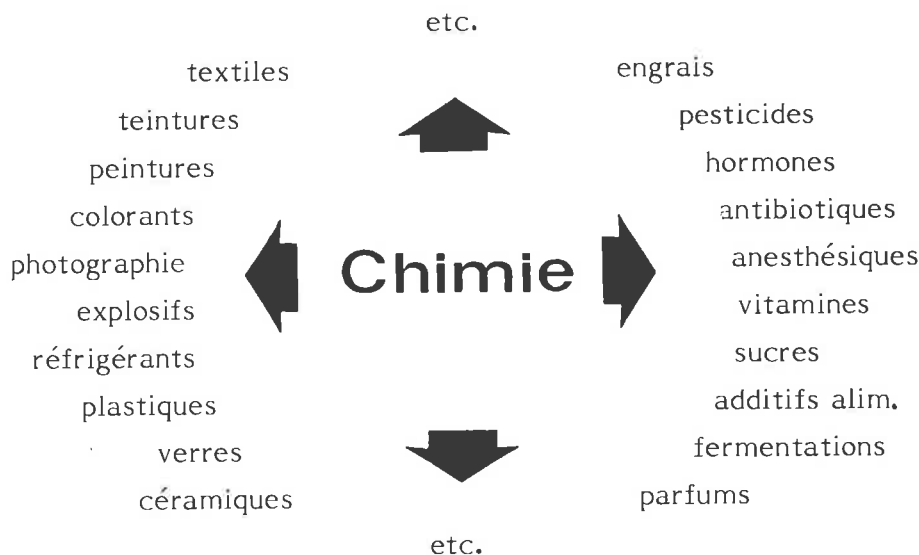 etc.
textiles
teintures
peintures
colorants
photographie
explosifs
réfrigérants
plastiques
verres
céramiques
Chimie
engrais
pesticides
hormones
antibiotiques
anesthésiques
vitamines
sucres
additifs alim.
fermentations
parfums
etc.